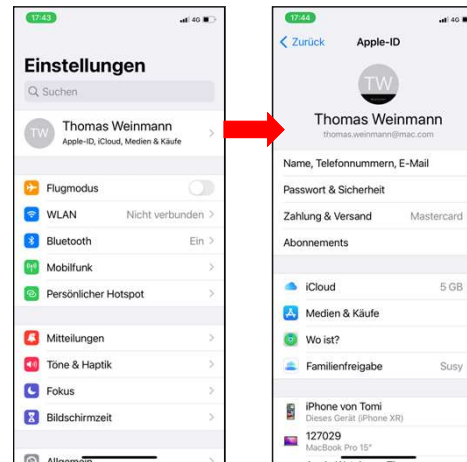 17:43
4G
Einstellungen
Suchen
TW
Thomas Weinmann
Apple-ID, iCloud, Medien & Käufe
Flugmodus
WLAN Nicht verbunden
Bluetooth Ein
Mobilfunk
Persönlicher Hotspot
Mitteilungen
Töne & Haptik
Fokus
Bildschirmzeit
Allgemein
17:44
4G
Zurück Apple-ID
TW
Thomas Weinmann
thomas.weinmann@mac.com
Name, Telefonnummern, E-Mail
Passwort & Sicherheit
Zahlung & Versand Mastercard
Abonnements
iCloud 5 GB
Medien & Käufe
Wo ist?
Familienfreigabe Susy
iPhone von Tomi
Dieses Gerät (iPhone XR)
127029
MacBook Pro 15"